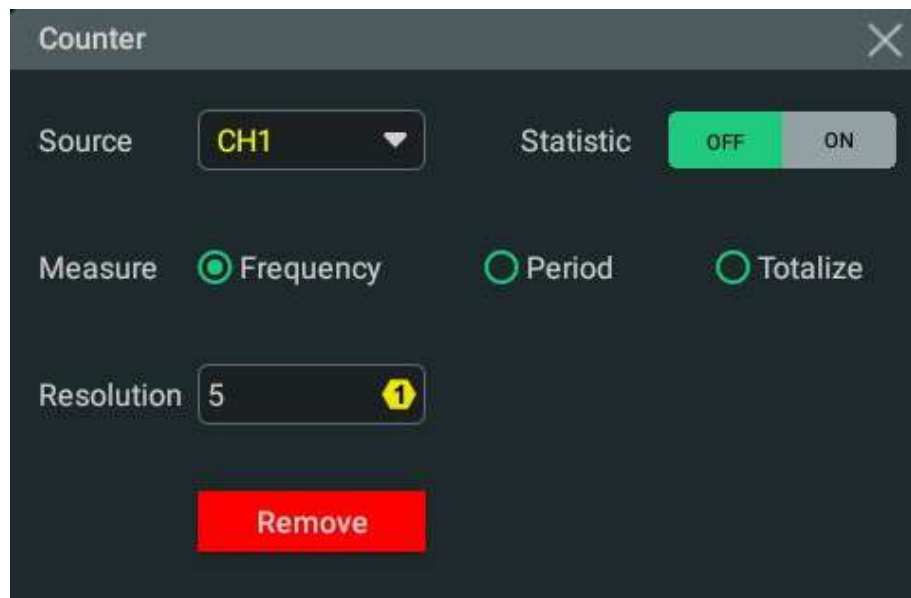 Counter
Source CH1 Statistic OFF ON
Measure Frequency Period Totalize
Resolution 5 1
Remove